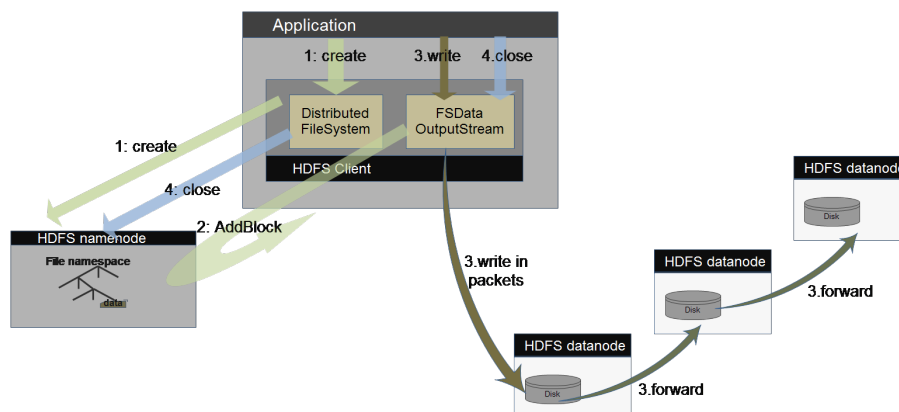 Application
1: create
3.write
4.close
Distributed
FileSystem
FSData
OutputStream
HDFS Client
1: create
4: close
2: AddBlock
HDFS namenode
File namespace
data
3.write in
packets
HDFS datanode
Disk
3.forward
HDFS datanode
Disk
3.forward
HDFS datanode
Disk